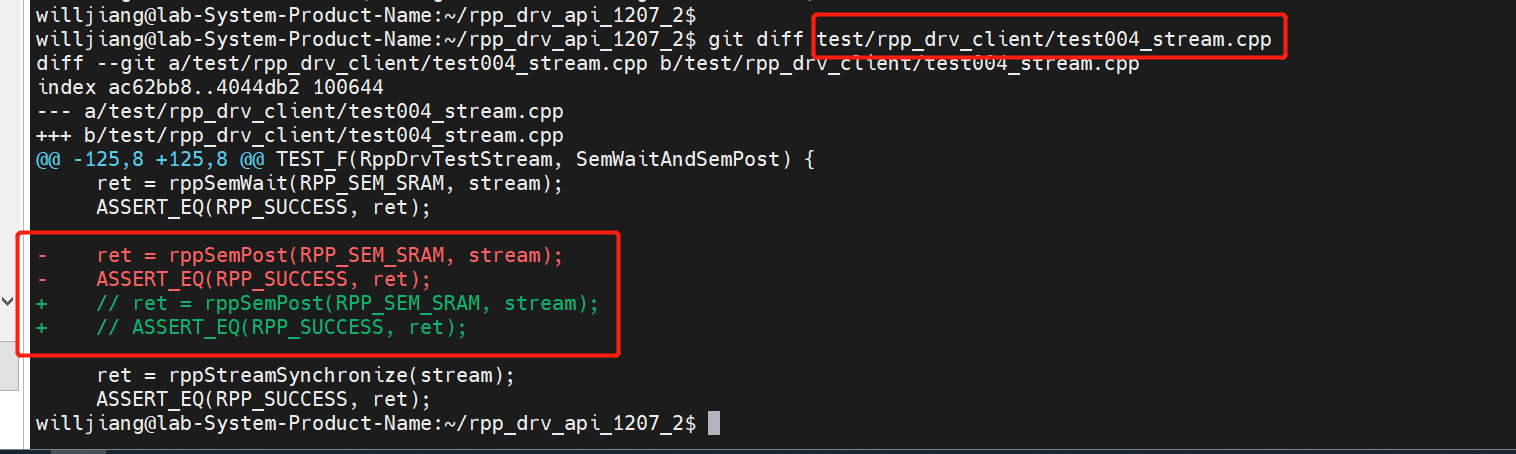 willjiang@lab-System-Product-Name:~/rpp_drv_api_1207_2$
willjiang@lab-System-Product-Name:~/rpp_drv_api_1207_2$ git diff test/rpp_drv_client/test004_stream.cpp
diff --git a/test/rpp_drv_client/test004_stream.cpp b/test/rpp_drv_client/test004_stream.cpp
index ac62bb8..4044db2 100644
--- a/test/rpp_drv_client/test004_stream.cpp
+++ b/test/rpp_drv_client/test004_stream.cpp
@@ -125,8 +125,8 @@ TEST_F(RppDrvTestStream, SemWaitAndSemPost) {
     ret = rppSemWait(RPP_SEM_SRAM, stream);
     ASSERT_EQ(RPP_SUCCESS, ret);
-    ret = rppSemPost(RPP_SEM_SRAM, stream);
-    ASSERT_EQ(RPP_SUCCESS, ret);
+    // ret = rppSemPost(RPP_SEM_SRAM, stream);
+    // ASSERT_EQ(RPP_SUCCESS, ret);
     ret = rppStreamSynchronize(stream);
     ASSERT_EQ(RPP_SUCCESS, ret);
willjiang@lab-System-Product-Name:~/rpp_drv_api_1207_2$